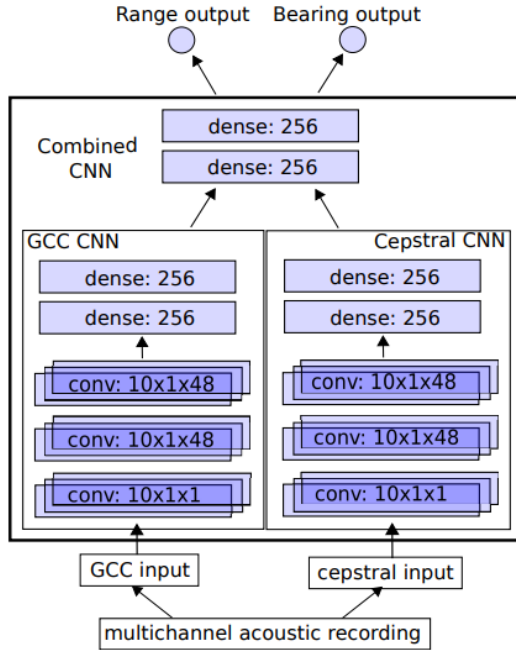 Range output
Bearing output
Combined
CNN
dense: 256
dense: 256
GCC CNN
dense: 256
dense: 256
conv: 10x1x48
conv: 10x1x48
conv: 10x1x1
Cepstral CNN
dense: 256
dense: 256
conv: 10x1x48
conv: 10x1x48
conv: 10x1x1
GCC input
cepstral input
multichannel acoustic recording